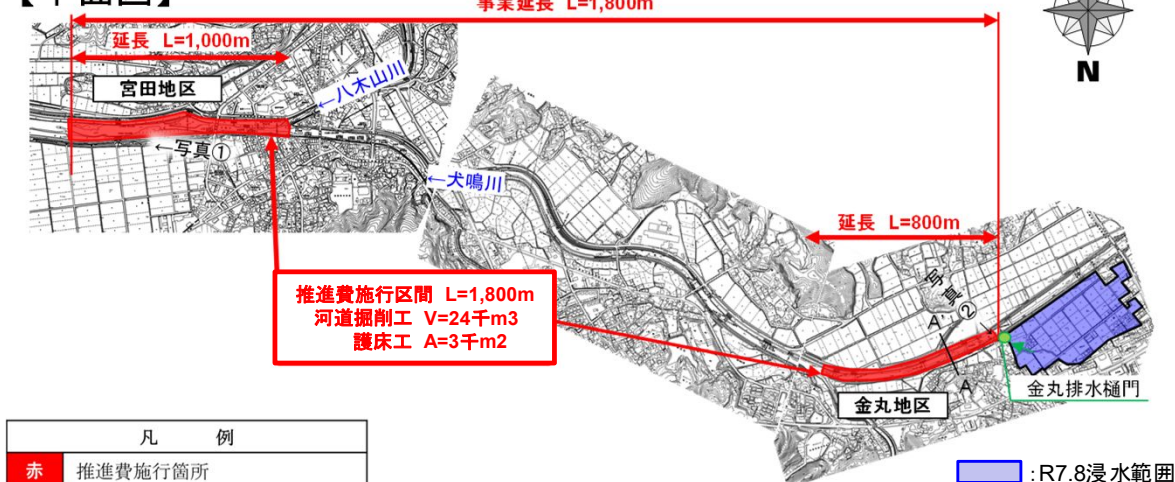 【平面図】
事業延長 L=1,800m
延長 L=1,000m
宮田地区
←八木山川
N
←写真①
←犬鳴川
延長 L=800m
推進費施行区間 L=1,800m
河道掘削工 V=24千m3
護床工 A=3千m2
写真②
A'
A
金丸地区
金丸排水樋門
凡 例
赤 推進費施行箇所
:R7.8浸水範囲